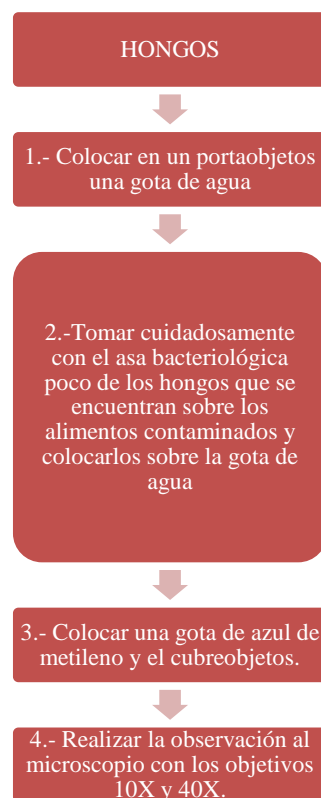 HONGOS
1.- Colocar en un portaobjetos
una gota de agua
2.-Tomar cuidadosamente
con el asa bacteriológica
poco de los hongos que se
encuentran sobre los
alimentos contaminados y
colocarlos sobre la gota de
agua
3.- Colocar una gota de azul de
metileno y el cubreobjetos.
4.- Realizar la observación al
microscopio con los objetivos
10X y 40X.